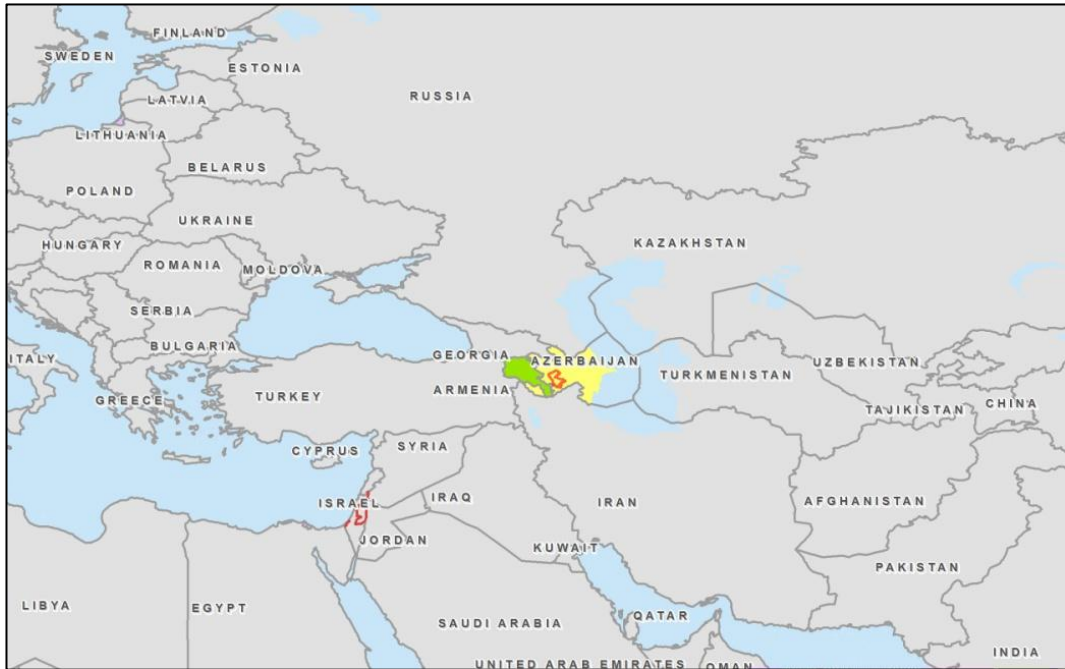 FINLAND
SWEDEN
ESTONIA
RUSSIA
LATVIA
LITHUANIA
BELARUS
POLAND
UKRAINE
KAZAKHSTAN
HUNGARY
ROMANIA
MOLDOVA
SERBIA
BULGARIA
GEORGIA
AZERBAIJAN
UZBEKISTAN
ITALY
TURKMENISTAN
ARMENIA
TURKEY
GREECE
CHINA
TAJIKISTAN
SYRIA
CYPRUS
ISRAEL
IRAQ
IRAN
AFGHANISTAN
JORDAN
KUWAIT
PAKISTAN
LIBYA
EGYPT
QATAR
SAUDI ARABIA
INDIA
UNITED ARAB EMIRATES
OMAN